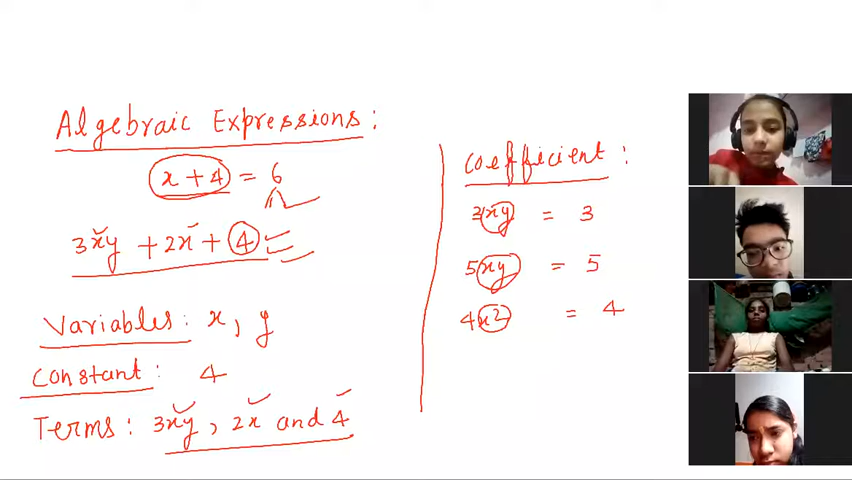 Algebraic Expressions:
x + 4 = 6
3xy + 2x + 4
Variables: x, y
Constant: 4
Terms: 3xy, 2x and 4
Coefficient:
3xy = 3
5xy = 5
4x2 = 4